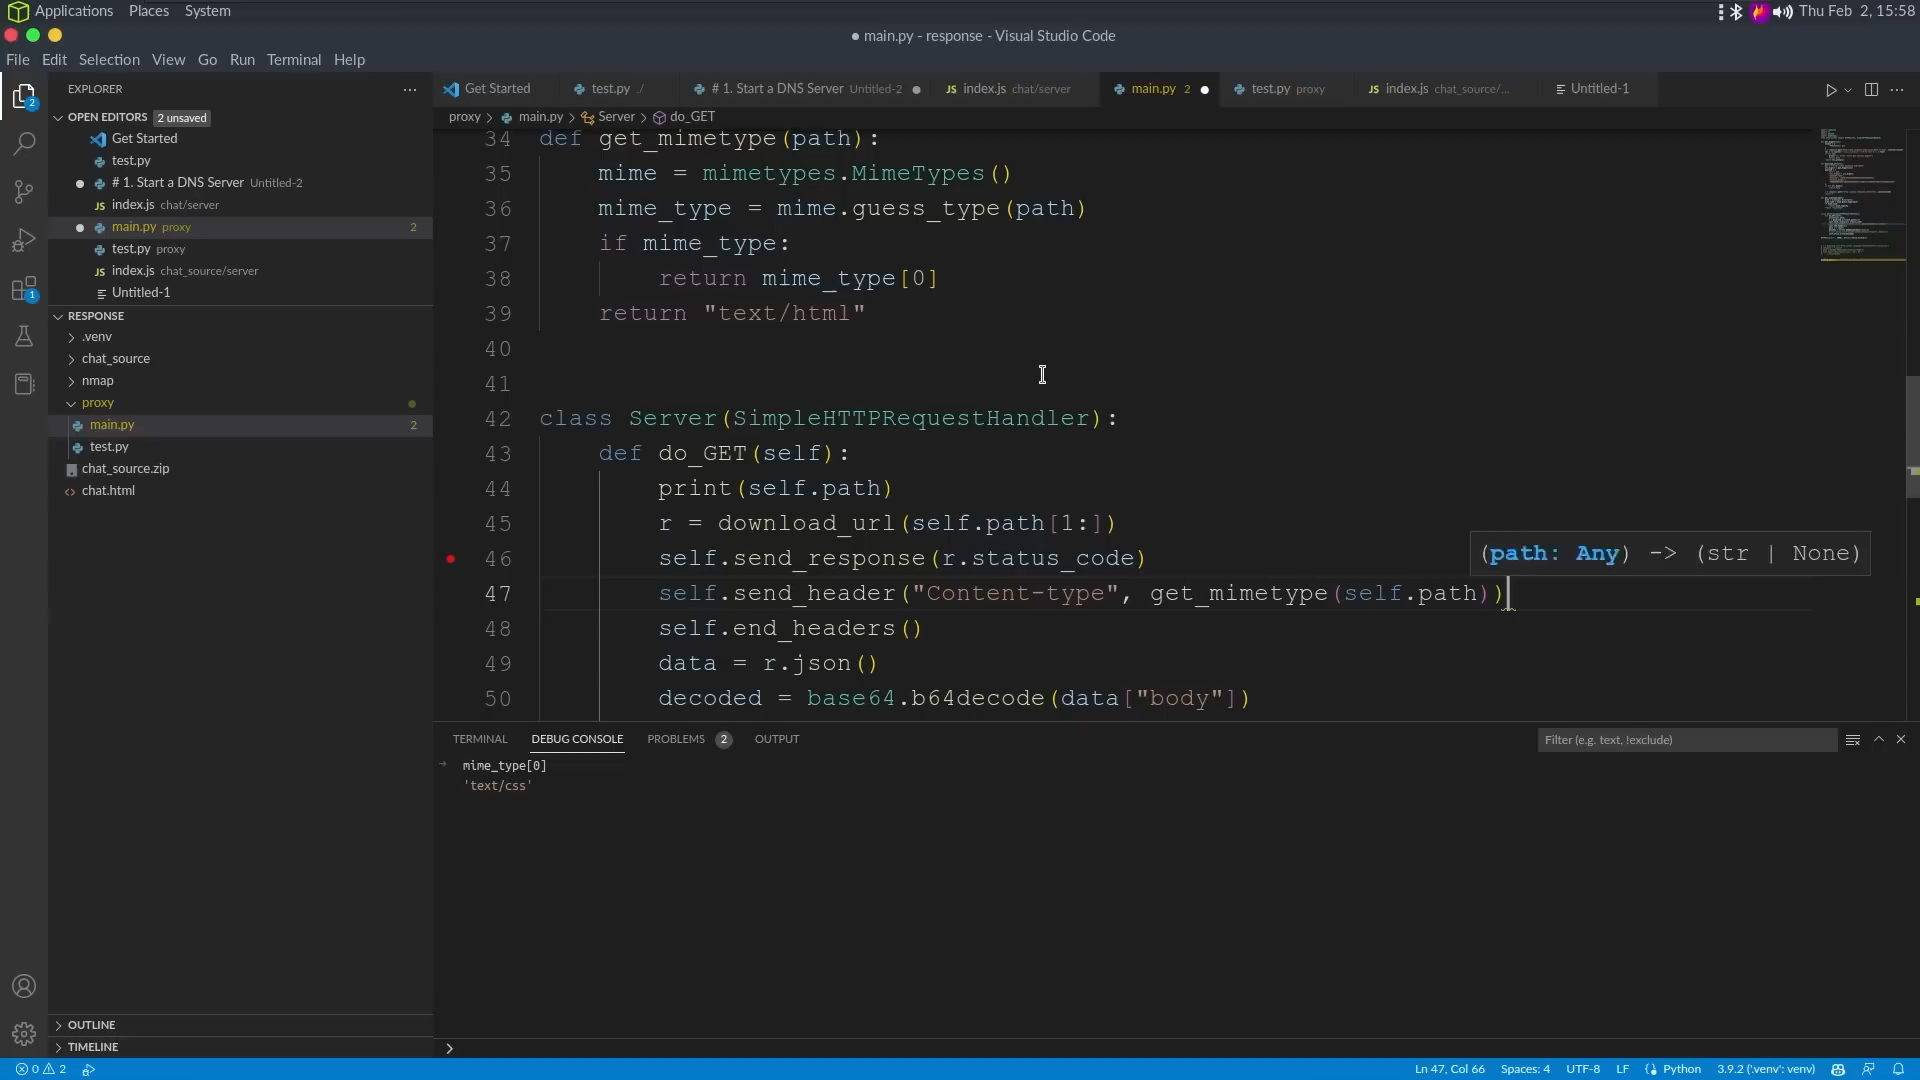 Applications Places System
Thu Feb 2, 15:58
● main.py - response - Visual Studio Code
File Edit Selection View Go Run Terminal Help
EXPLORER
OPEN EDITORS 2 unsaved
Get Started
test.py
# 1. Start a DNS Server Untitled-2
JS index.js chat/server
main.py proxy 2
test.py proxy
JS index.js chat_source/server
Untitled-1
RESPONSE
.venv
chat_source
nmap
proxy
main.py 2
test.py
chat_source.zip
chat.html
OUTLINE
TIMELINE
2
1
Get Started
test.py ./
# 1. Start a DNS Server Untitled-2
JS index.js chat/server
main.py 2
test.py proxy
JS index.js chat_source/...
Untitled-1
proxy > main.py > Server > do_GET
34 def get_mimetype(path):
35 mime = mimetypes.MimeTypes()
36 mime_type = mime.guess_type(path)
37 if mime_type:
38 return mime_type[0]
39 return "text/html"
40
41
42 class Server(SimpleHTTPRequestHandler):
43 def do_GET(self):
44 print(self.path)
45 r = download_url(self.path[1:])
46 self.send_response(r.status_code)
(path: Any) -> (str | None)
47 self.send_header("Content-type", get_mimetype(self.path))
48 self.end_headers()
49 data = r.json()
50 decoded = base64.b64decode(data["body"])
TERMINAL DEBUG CONSOLE PROBLEMS 2 OUTPUT
Filter (e.g. text, !exclude)
mime_type[0]
'text/css'
0 2
Ln 47, Col 66 Spaces: 4 UTF-8 LF Python 3.9.2 ('.venv': venv)